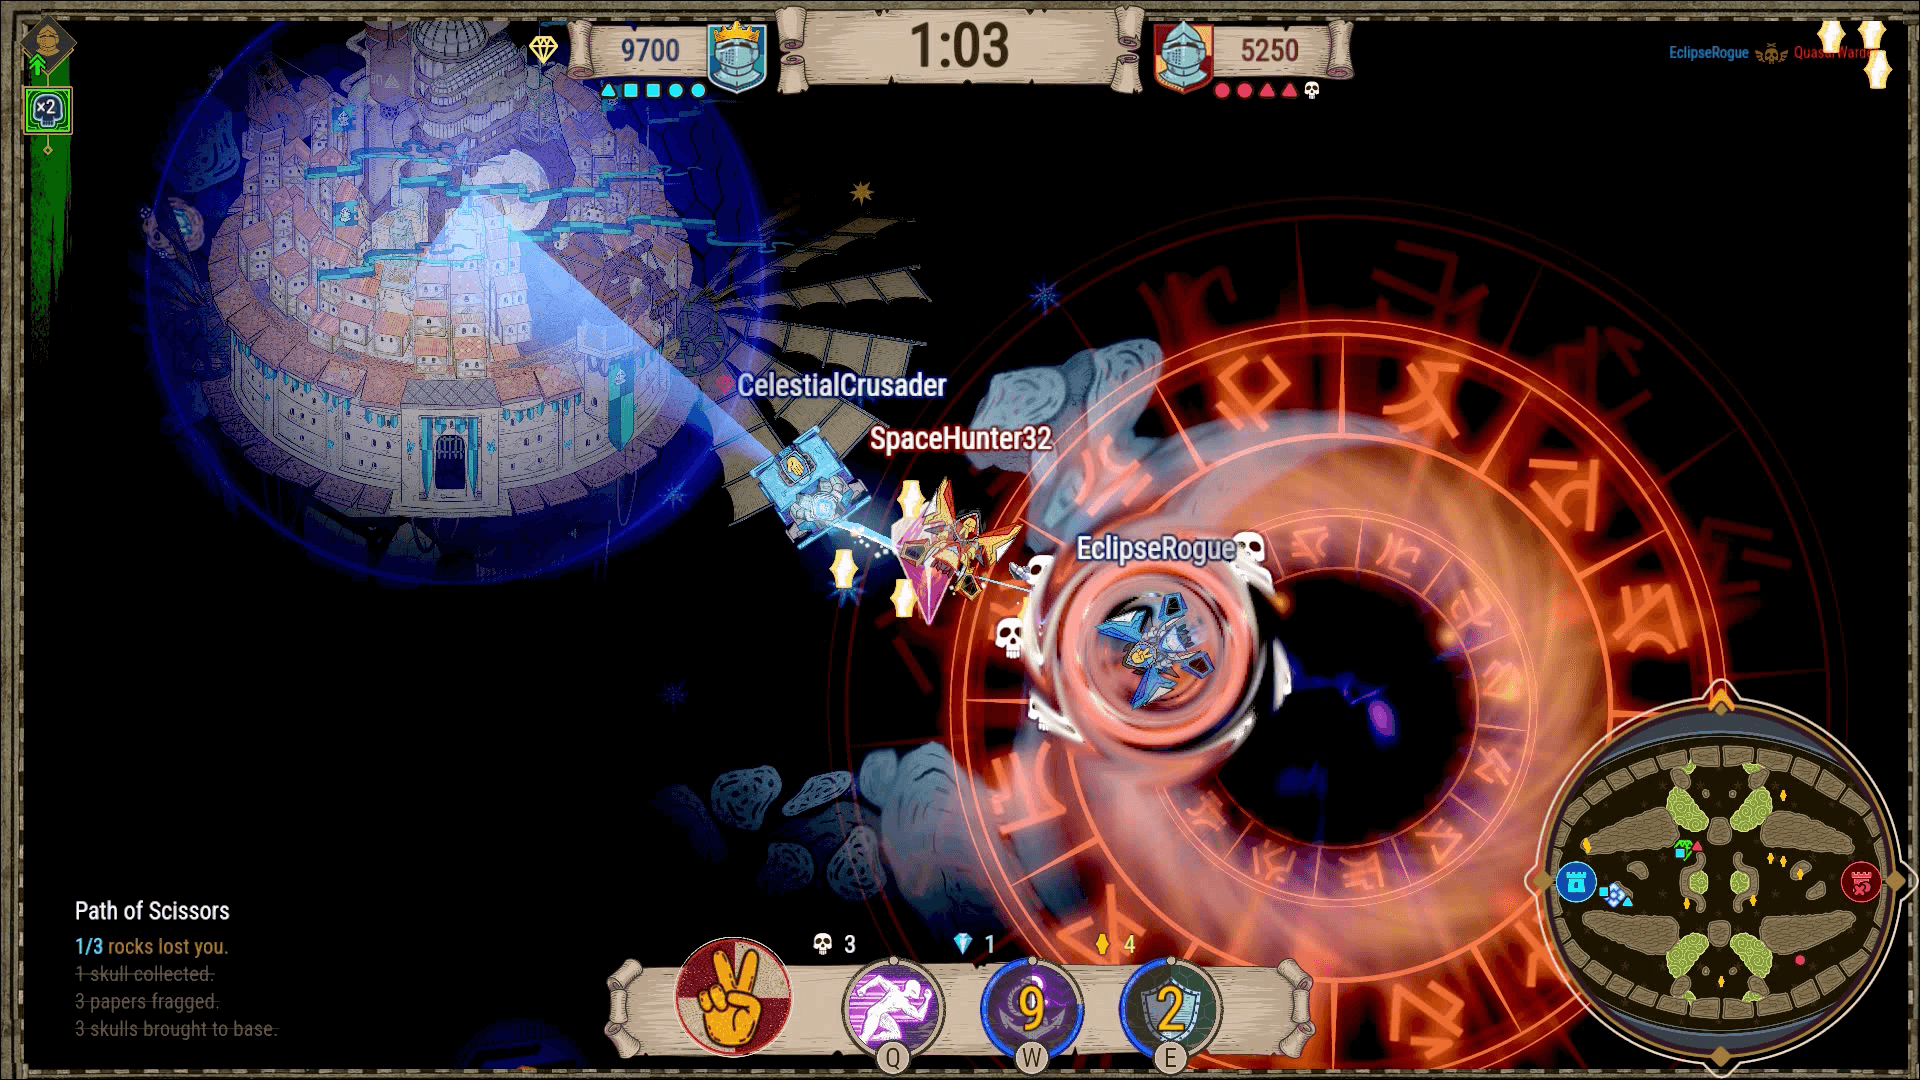 9700
1:03
5250
EclipseRogue
x2
CelestialCrusader
SpaceHunter32
EclipseRogue
Path of Scissors
1/3 rocks lost you.
1 skull collected.
3 papers fragged.
3 skulls brought to base.
3
1
4
9
2
Q
W
E